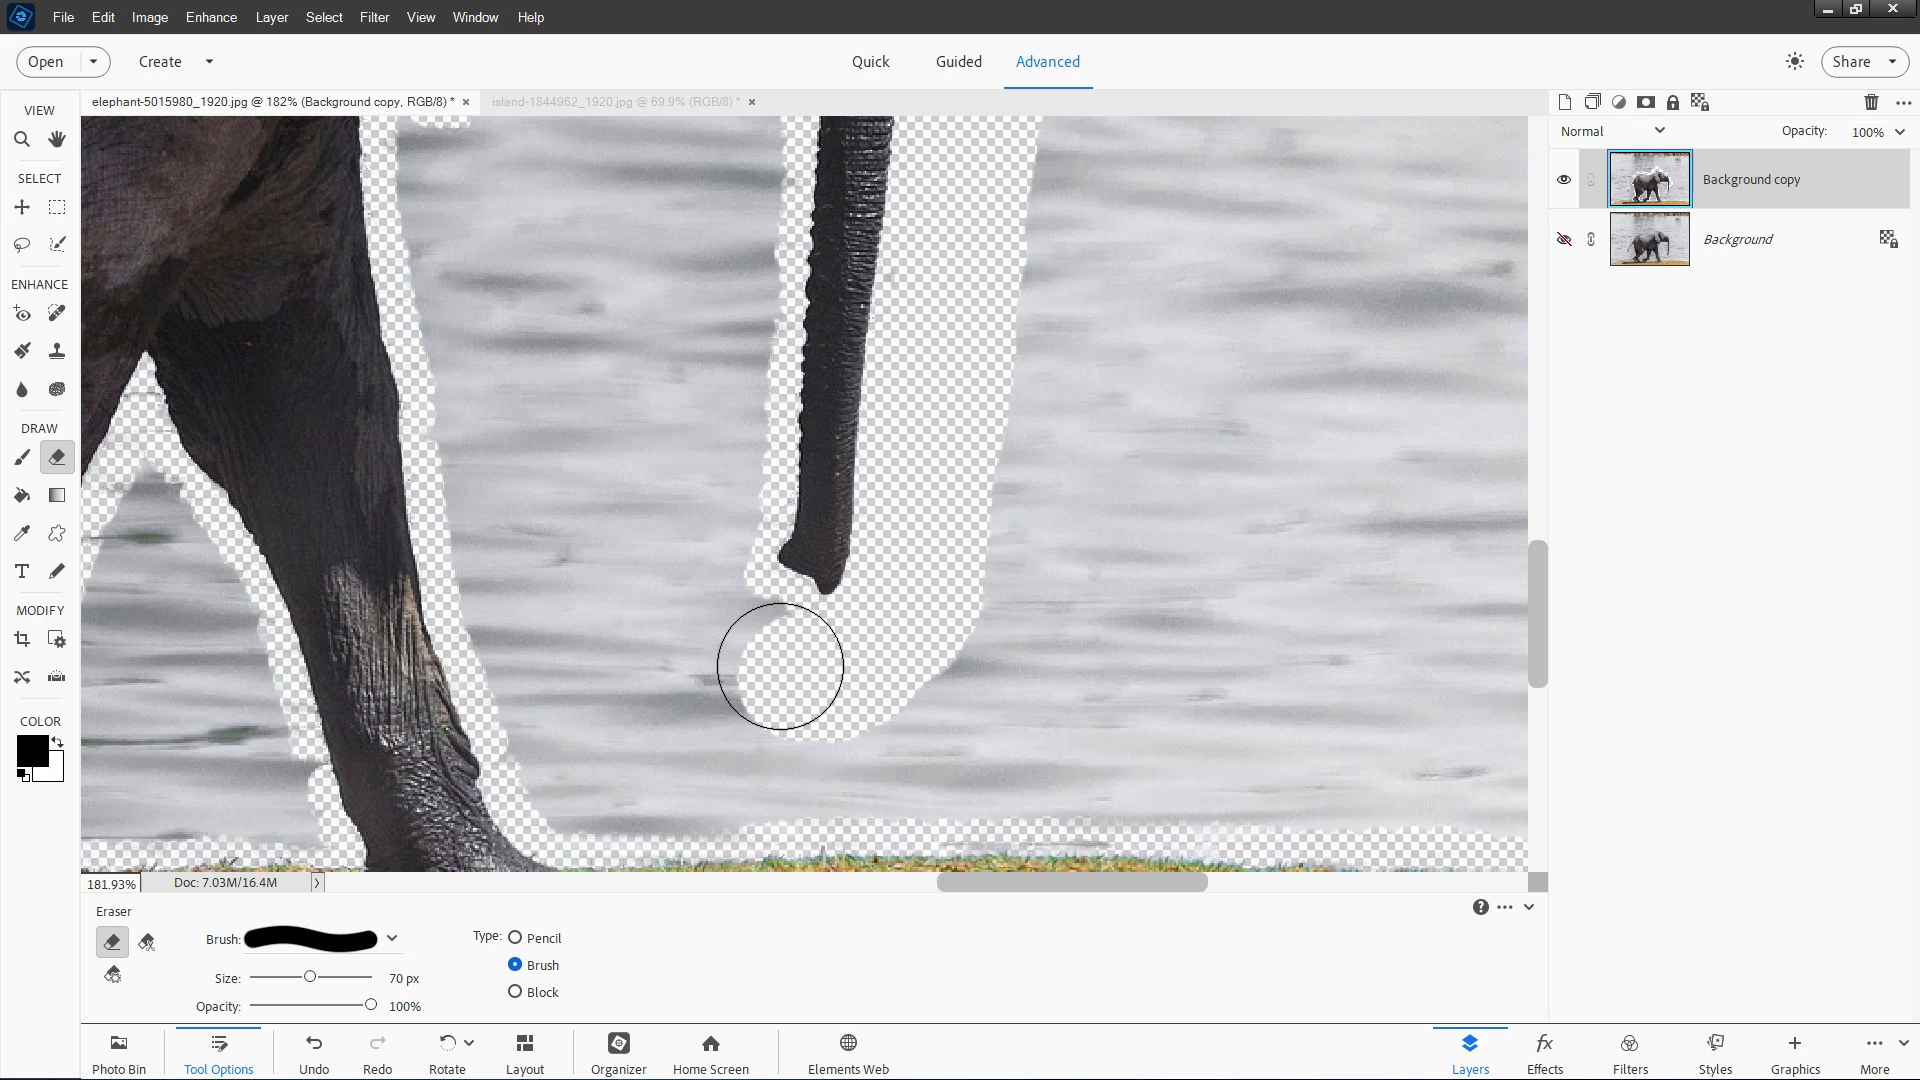 File Edit Image Enhance Layer Select Filter View Window Help
Open Create Quick Guided Advanced Share
VIEW
elephant-5015980_1920.jpg @ 182% (Background copy, RGB/8) * island-1844962_1920.jpg @ 69.9% (RGB/8) *
Normal Opacity: 100%
SELECT
Background copy
Background
ENHANCE
DRAW
T
MODIFY
COLOR
181.93% Doc: 7.03M/16.4M
Eraser
Brush: Type: Pencil
Brush
Size: 70 px
Block
Opacity: 100%
Photo Bin Tool Options Undo Redo Rotate Layout Organizer Home Screen Elements Web Layers Effects Filters Styles Graphics More